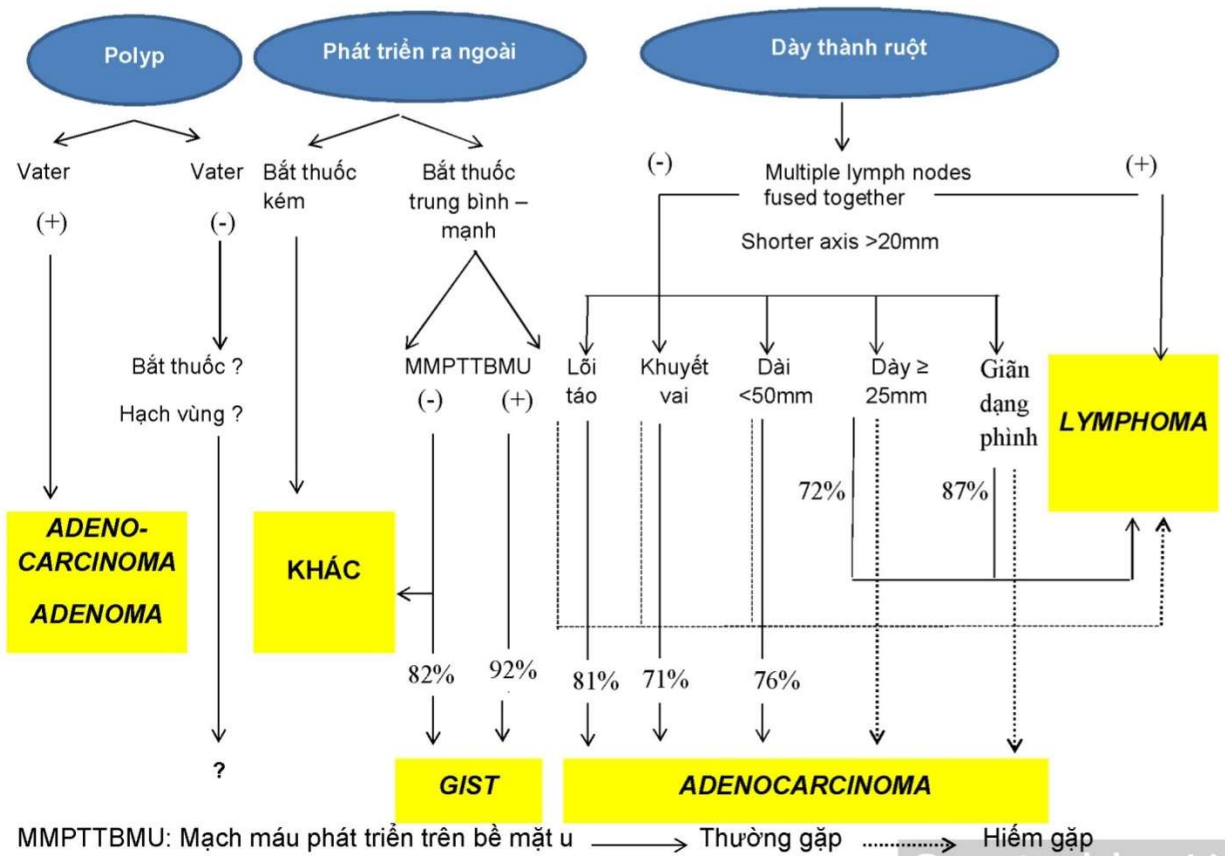 Polyp
Phát triển ra ngoài
Dày thành ruột
Vater
(+)
Vater
(-)
Bắt thuốc
kém
Bắt thuốc
trung bình –
mạnh
(-)
Multiple lymph nodes
fused together
(+)
Shorter axis >20mm
Bắt thuốc ?
Hạch vùng ?
MMPTTBMU
(-)
(+)
Lõi
táo
Khuyết
vai
Dài
<50mm
Dày ≥
25mm
Giãn
dạng
phình
LYMPHOMA
72%
87%
ADENO-
CARCINOMA
ADENOMA
KHÁC
82%
92%
81%
71%
76%
?
GIST
ADENOCARCINOMA
MMPTTBMU: Mạch máu phát triển trên bề mặt u
Thường gặp
Hiếm gặp